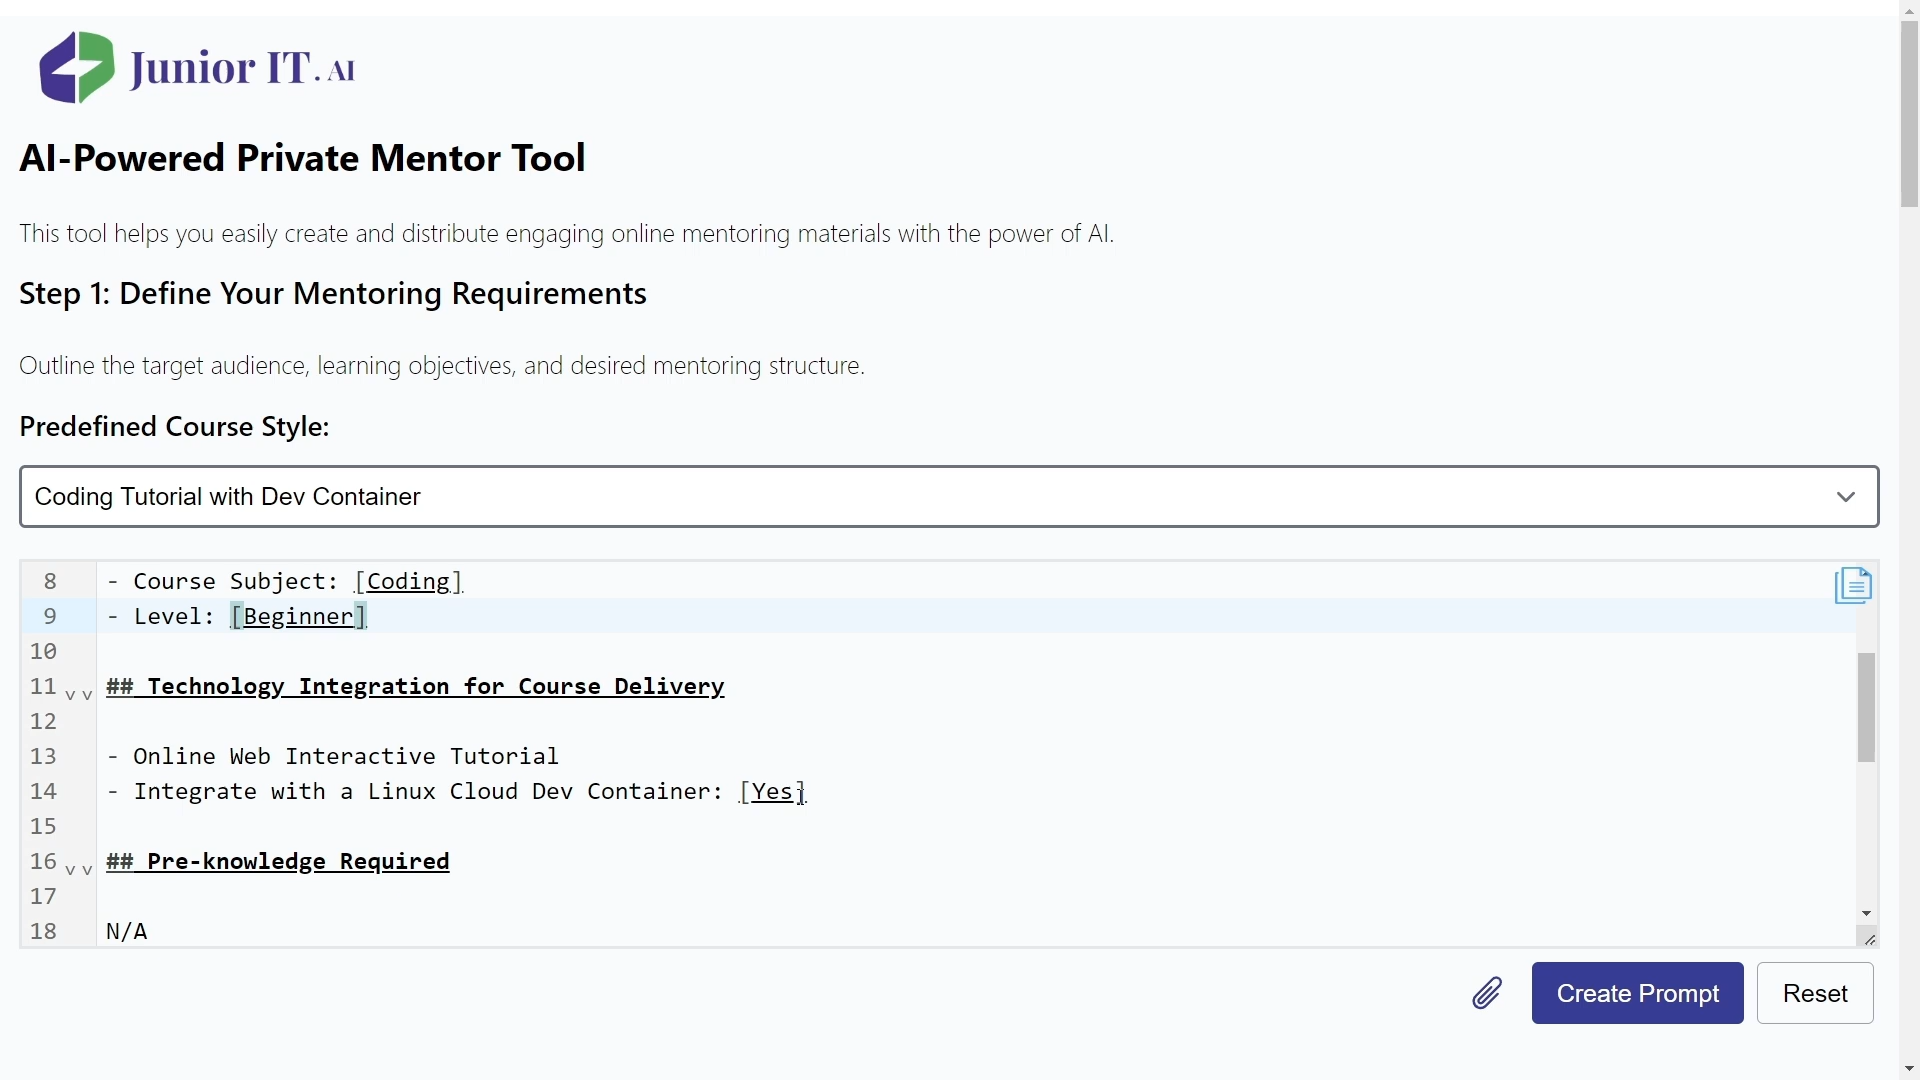 Junior IT.AI
AI-Powered Private Mentor Tool
This tool helps you easily create and distribute engaging online mentoring materials with the power of AI.
Step 1: Define Your Mentoring Requirements
Outline the target audience, learning objectives, and desired mentoring structure.
Predefined Course Style:
Coding Tutorial with Dev Container
8 - Course Subject: [Coding]
9 - Level: [Beginner]
10
11 ## Technology Integration for Course Delivery
12
13 - Online Web Interactive Tutorial
14 - Integrate with a Linux Cloud Dev Container: [Yes]
15
16 ## Pre-knowledge Required
17
18 N/A
Create Prompt Reset